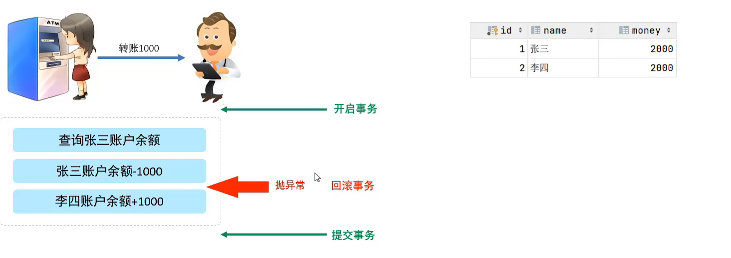 ATM
转账1000
id name money
1 张三 2000
2 李四 2000
开启事务
查询张三账户余额
张三账户余额-1000
抛异常 回滚事务
李四账户余额+1000
提交事务